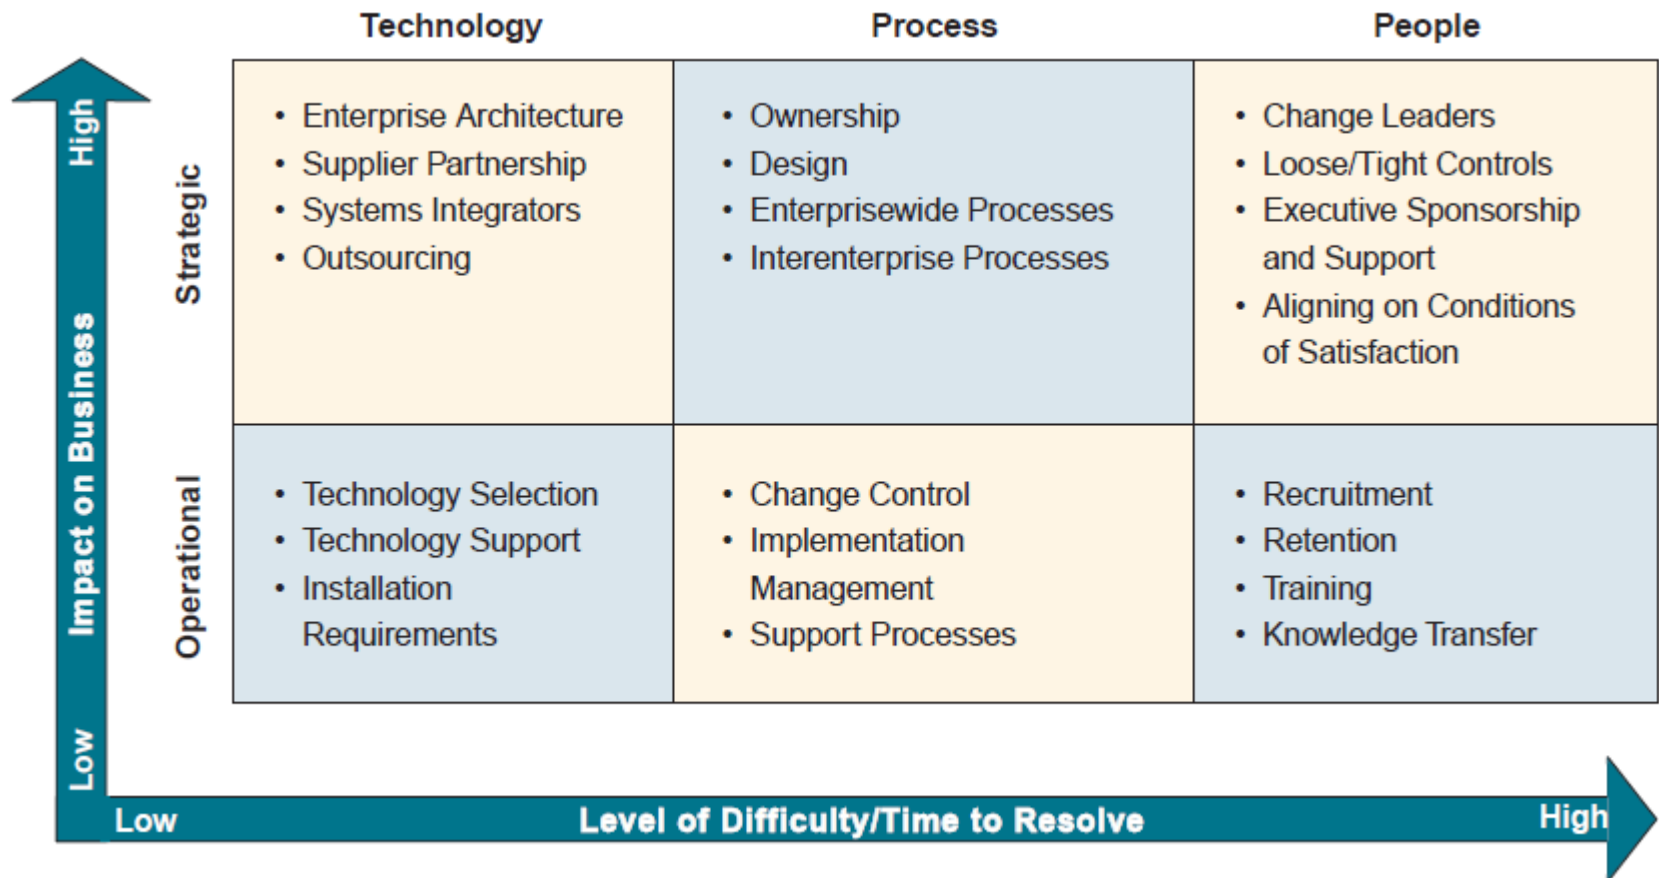 Technology
Process
People
High
Impact on Business
Low
Strategic
• Enterprise Architecture
• Supplier Partnership
• Systems Integrators
• Outsourcing
• Ownership
• Design
• Enterprisewide Processes
• Interenterprise Processes
• Change Leaders
• Loose/Tight Controls
• Executive Sponsorship
and Support
• Aligning on Conditions
of Satisfaction
Operational
• Technology Selection
• Technology Support
• Installation
Requirements
• Change Control
• Implementation
Management
• Support Processes
• Recruitment
• Retention
• Training
• Knowledge Transfer
Low
Level of Difficulty/Time to Resolve
High